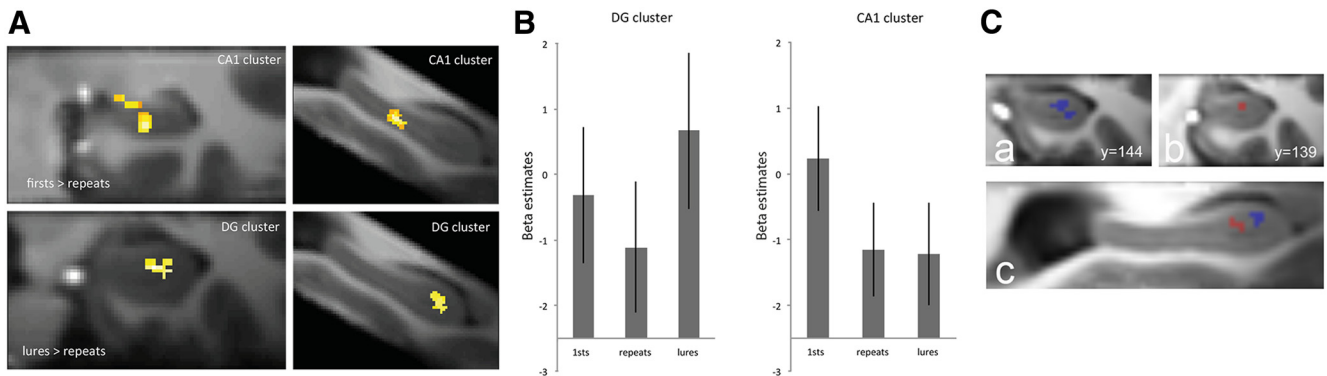 A
CA1 cluster
firsts > repeats
CA1 cluster
DG cluster
lures > repeats
DG cluster
B
DG cluster
Beta estimates
2
1
0
-1
-2
-3
1sts repeats lures
CA1 cluster
Beta estimates
2
1
0
-1
-2
-3
1sts repeats lures
C
a
y=144
b
y=139
c